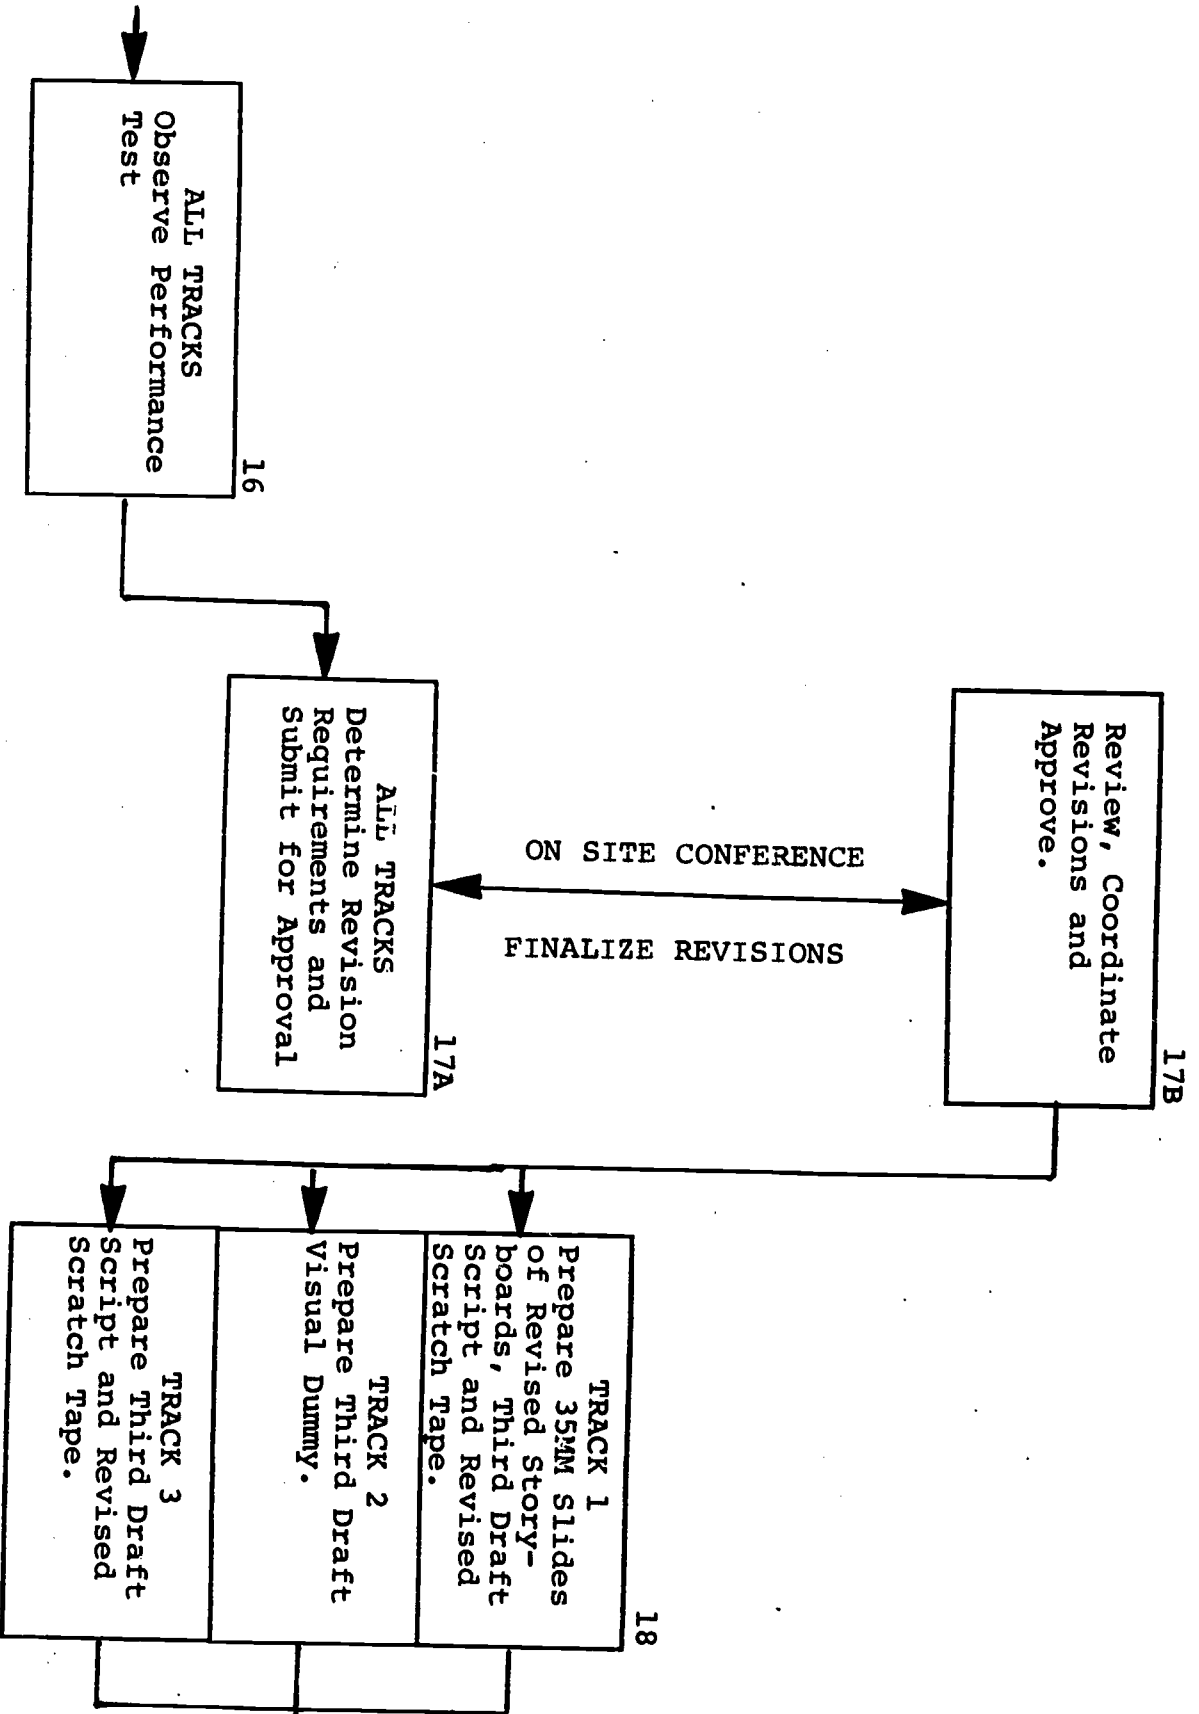 16
ALL TRACKS
Observe Performance
Test
17A
ALL TRACKS
Determine Revision
Requirements and
Submit for Approval
ON SITE CONFERENCE
FINALIZE REVISIONS
17B
Review, Coordinate
Revisions and
Approve.
18
TRACK 1
Prepare 35MM Slides
of Revised Story-
boards, Third Draft
Script and Revised
Scratch Tape.
TRACK 2
Prepare Third Draft
Visual Dummy.
TRACK 3
Prepare Third Draft
Script and Revised
Scratch Tape.